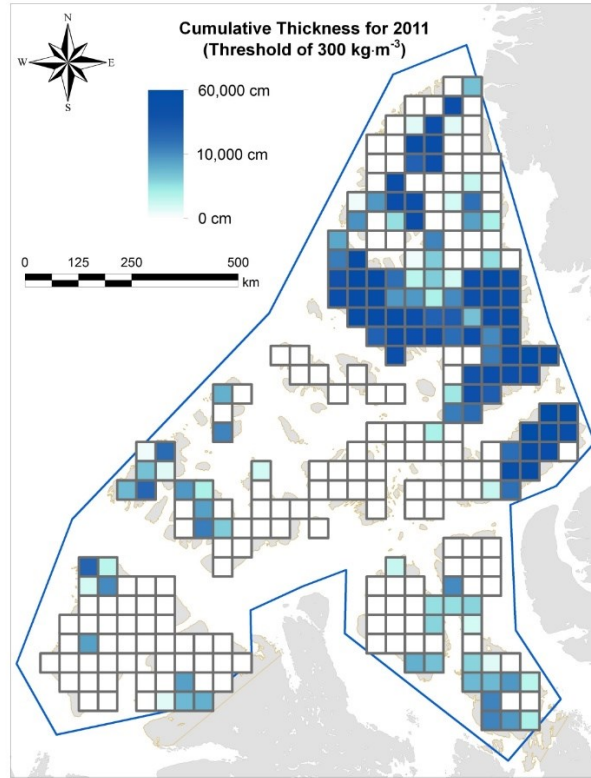 Cumulative Thickness for 2011
(Threshold of 300 kg·m⁻³)
N
W E
S
60,000 cm
10,000 cm
0 cm
0 125 250 500
km